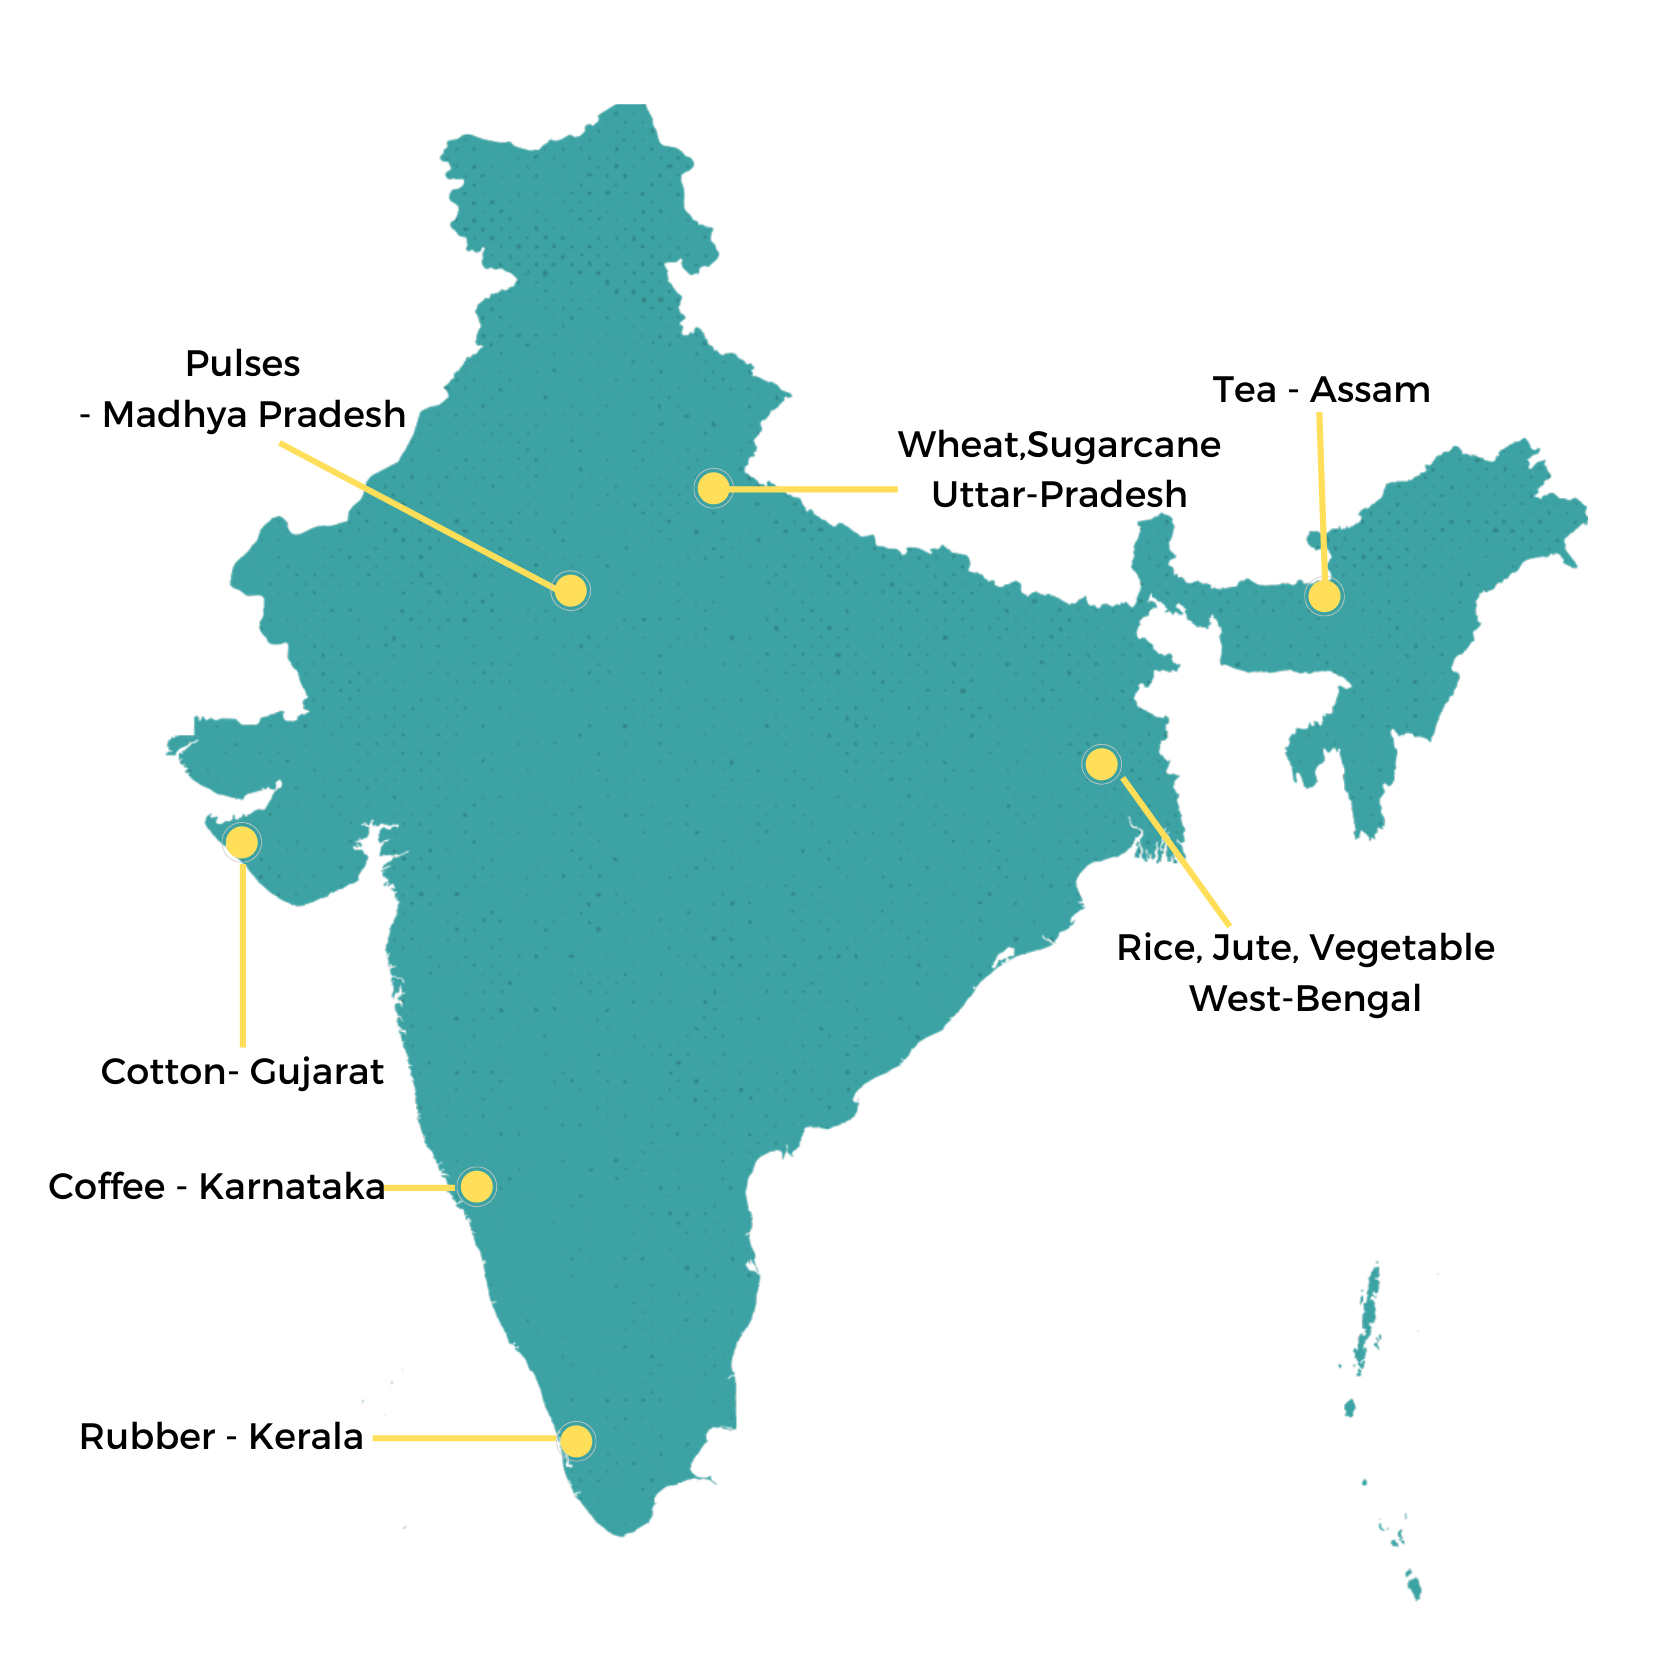 Pulses
- Madhya Pradesh
Tea - Assam
Wheat,Sugarcane
Uttar-Pradesh
Rice, Jute, Vegetable
West-Bengal
Cotton- Gujarat
Coffee - Karnataka
Rubber - Kerala